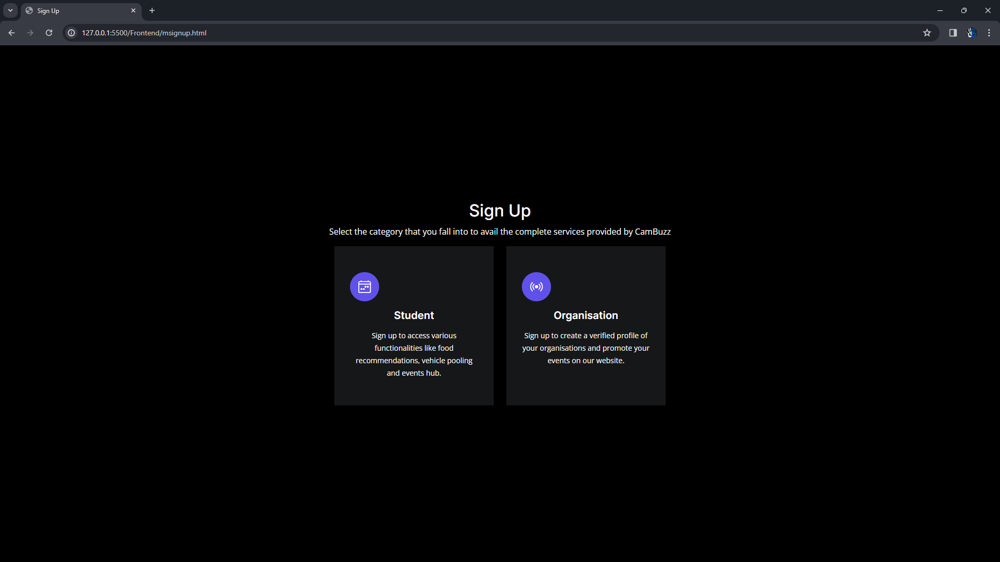 Sign Up
127.0.0.1:5500/Frontend/msignup.html
Sign Up
Select the category that you fall into to avail the complete services provided by CamBuzz
Student
Sign up to access various
functionalities like food
recommendations, vehicle pooling
and events hub.
Organisation
Sign up to create a verified profile of
your organisations and promote your
events on our website.